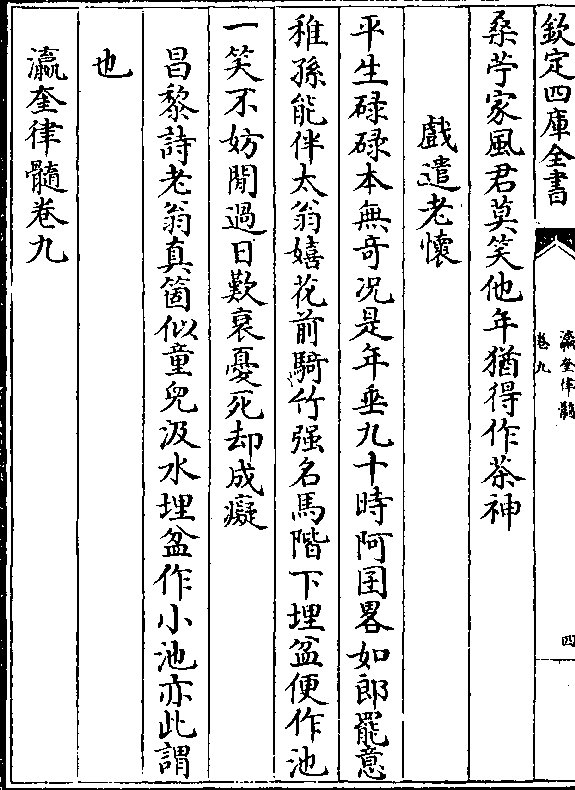 欽定四庫全書
瀛奎律髓
卷九
四
桑苧家風君莫笑他年猶得作茶神
戲遣老懷
平生碌碌本無奇况是年垂九十時阿囝畧如郎罷意
稚孫能伴太翁嬉花前騎竹强名馬階下埋盆便作池
一笑不妨閒過日歎衰憂死却成癡
昌黎詩老翁真箇似童兒汲水埋盆作小池亦此謂
也
瀛奎律髓卷九